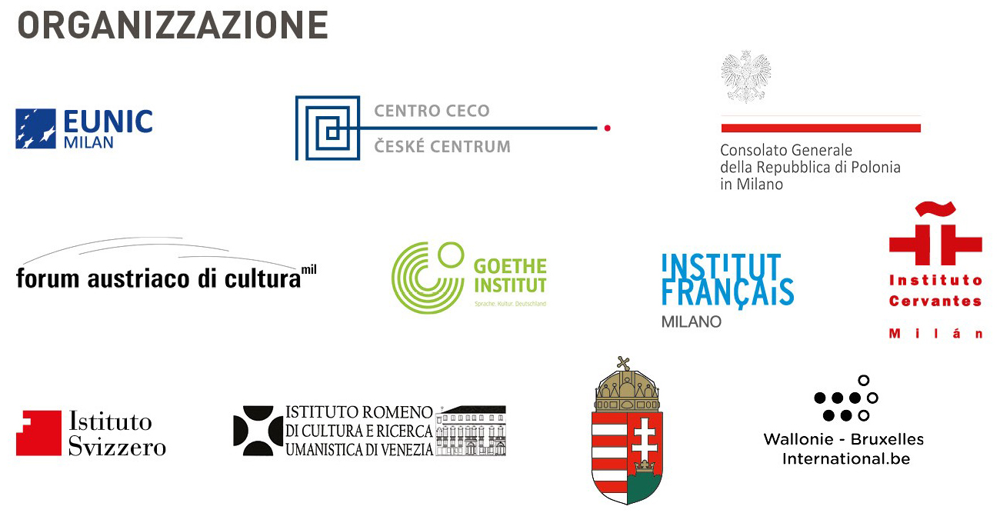 ORGANIZZAZIONE
EUNIC
MILAN
CENTRO CECO
ČESKÉ CENTRUM
Consolato Generale
della Repubblica di Polonia
in Milano
forum austriaco di cultura mil
GOETHE
INSTITUT
Sprache. Kultur. Deutschland
INSTITUT
FRANÇAIS
MILANO
Instituto
Cervantes
Milán
Istituto
Svizzero
ISTITUTO ROMENO
DI CULTURA E RICERCA
UMANISTICA DI VENEZIA
Wallonie - Bruxelles
International.be